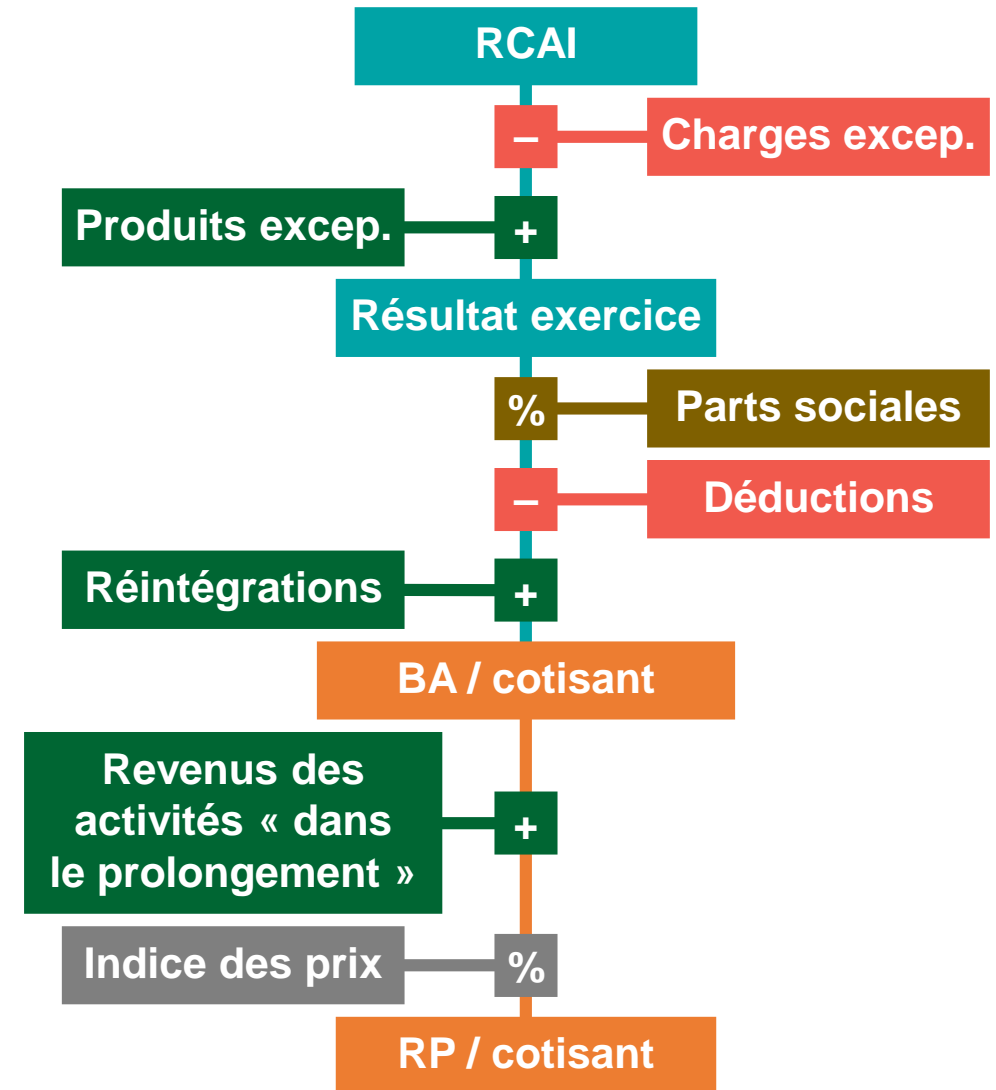 RCAI
–
Charges excep.
Produits excep.
+
Résultat exercice
%
Parts sociales
–
Déductions
Réintégrations
+
BA / cotisant
Revenus des
activités « dans
le prolongement »
+
Indice des prix
%
RP / cotisant